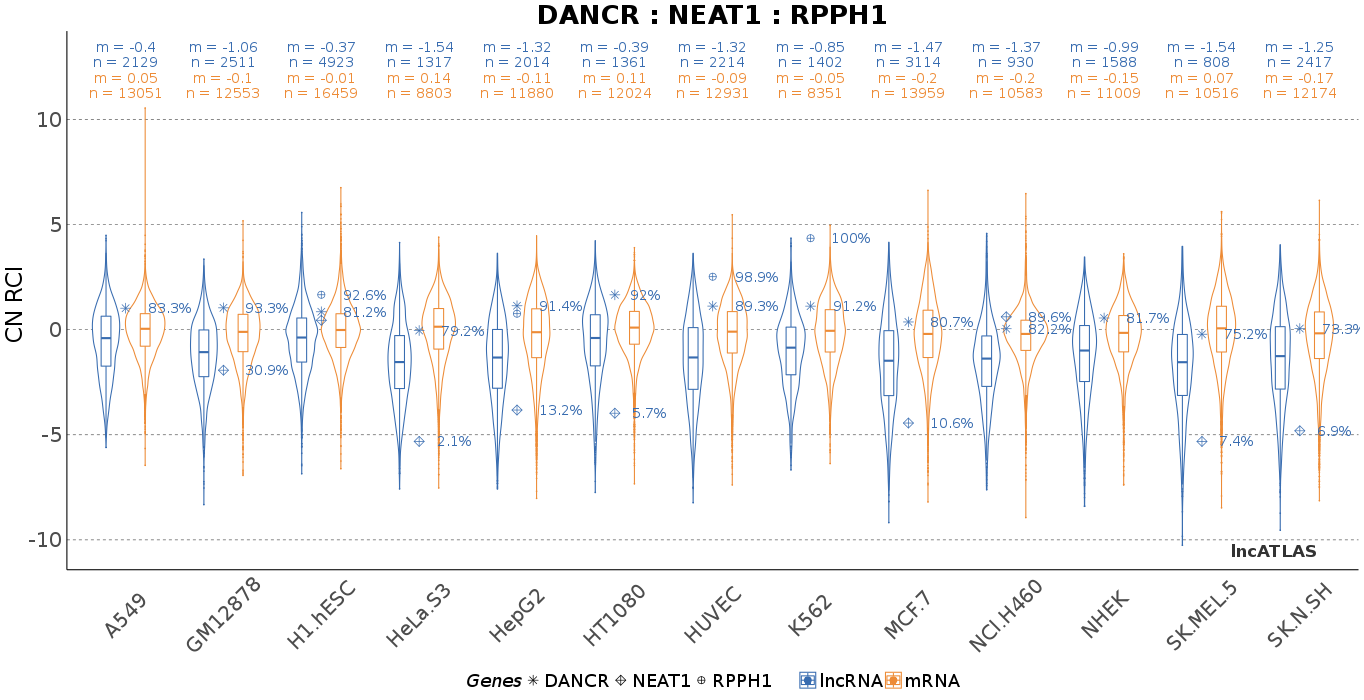 DANCR : NEAT1 : RPPH1
m = -0.4 m = -1.06 m = -0.37 m = -1.54 m = -1.32 m = -0.39 m = -1.32 m = -0.85 m = -1.47 m = -1.37 m = -0.99 m = -1.54 m = -1.25
n = 2129 n = 2511 n = 4923 n = 1317 n = 2014 n = 1361 n = 2214 n = 1402 n = 3114 n = 930 n = 1588 n = 808 n = 2417
m = 0.05 m = -0.1 m = -0.01 m = 0.14 m = -0.11 m = 0.11 m = -0.09 m = -0.05 m = -0.2 m = -0.2 m = -0.15 m = 0.07 m = -0.17
n = 13051 n = 12553 n = 16459 n = 8803 n = 11880 n = 12024 n = 12931 n = 8351 n = 13959 n = 10583 n = 11009 n = 10516 n = 12174
10
5
100%
98.9%
92.6% 92%
83.3% 93.3% 81.2% 91.4% 89.3% 91.2%
0 79.2% 80.7% 89.6% 82.2% 81.7% 75.2% 73.3%
30.9%
13.2% 5.7%
-5 2.1% 10.6% 7.4% 6.9%
-10
CN RCI
lncATLAS
A549 GM12878 H1.hESC HeLa.S3 HepG2 HT1080 HUVEC K562 MCF.7 NCI.H460 NHEK SK.MEL.5 SK.N.SH
Genes DANCR NEAT1 RPPH1 lncRNA mRNA